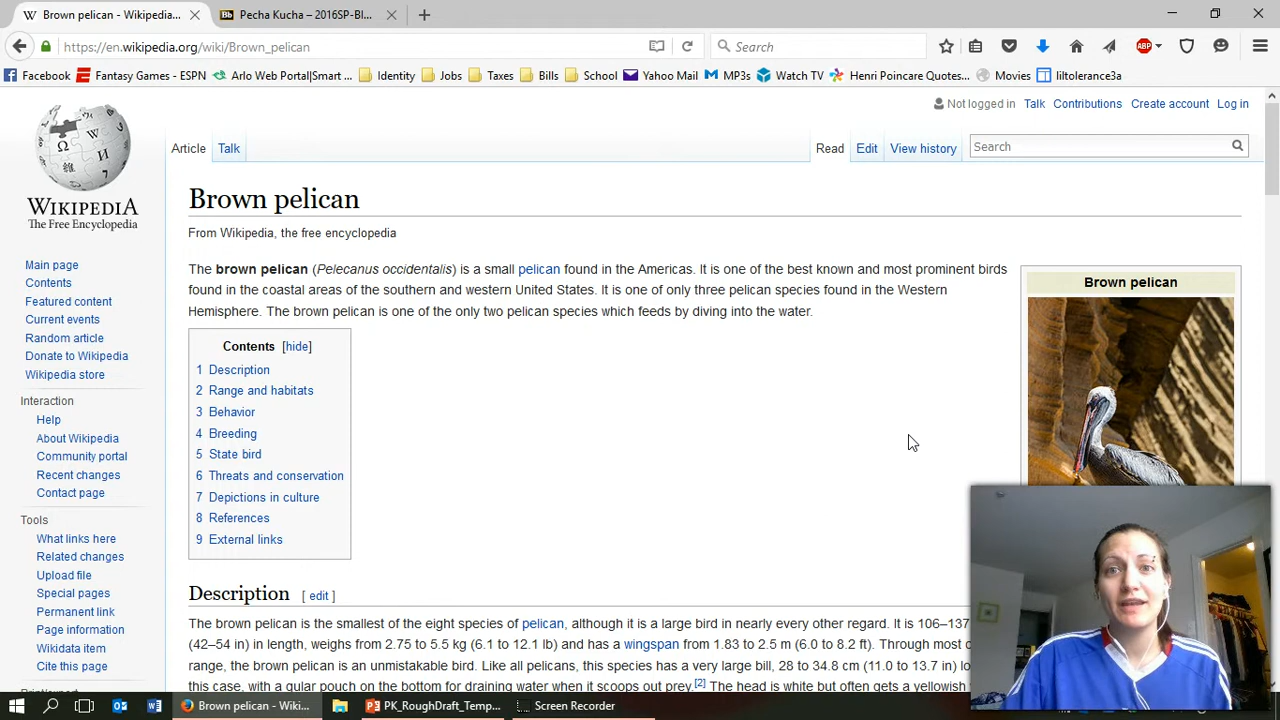 Brown pelican - Wikipedia...
Pecha Kucha – 2016SP-BI...
https://en.wikipedia.org/wiki/Brown_pelican
Search
ABP
Facebook Fantasy Games - ESPN Arlo Web Portal|Smart ... Identity Jobs Taxes Bills School Yahoo Mail MP3s Watch TV Henri Poincare Quotes... Movies liltolerance3a
Not logged in Talk Contributions Create account Log in
Article Talk Read Edit View history Search
WIKIPEDIA
The Free Encyclopedia
Main page
Contents
Featured content
Current events
Random article
Donate to Wikipedia
Wikipedia store
Interaction
Help
About Wikipedia
Community portal
Recent changes
Contact page
Tools
What links here
Related changes
Upload file
Special pages
Permanent link
Page information
Wikidata item
Cite this page
Brown pelican
From Wikipedia, the free encyclopedia
The brown pelican (Pelecanus occidentalis) is a small pelican found in the Americas. It is one of the best known and most prominent birds
found in the coastal areas of the southern and western United States. It is one of only three pelican species found in the Western
Hemisphere. The brown pelican is one of the only two pelican species which feeds by diving into the water.
Brown pelican
Contents [hide]
1 Description
2 Range and habitats
3 Behavior
4 Breeding
5 State bird
6 Threats and conservation
7 Depictions in culture
8 References
9 External links
Description [ edit ]
The brown pelican is the smallest of the eight species of pelican, although it is a large bird in nearly every other regard. It is 106–137
(42–54 in) in length, weighs from 2.75 to 5.5 kg (6.1 to 12.1 lb) and has a wingspan from 1.83 to 2.5 m (6.0 to 8.2 ft). Through most o
range, the brown pelican is an unmistakable bird. Like all pelicans, this species has a very large bill, 28 to 34.8 cm (11.0 to 13.7 in) lo
this case, with a gular pouch on the bottom for draining water when it scoops out prey.[2] The head is white but often gets a yellowish
Brown pelican - Wiki... PK_RoughDraft_Temp... Screen Recorder